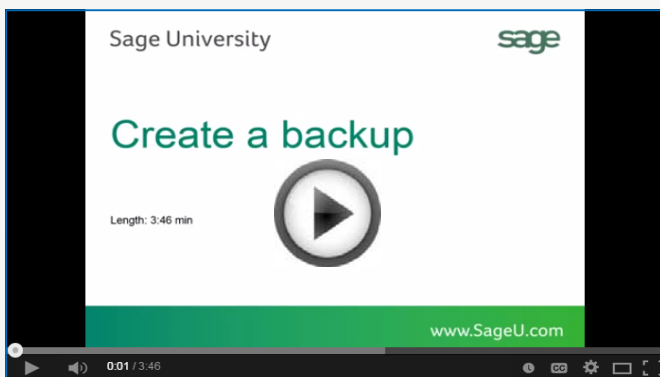 Sage University
sage
Create a backup
Length: 3:46 min
www.SageU.com
0:01 / 3:46
CC